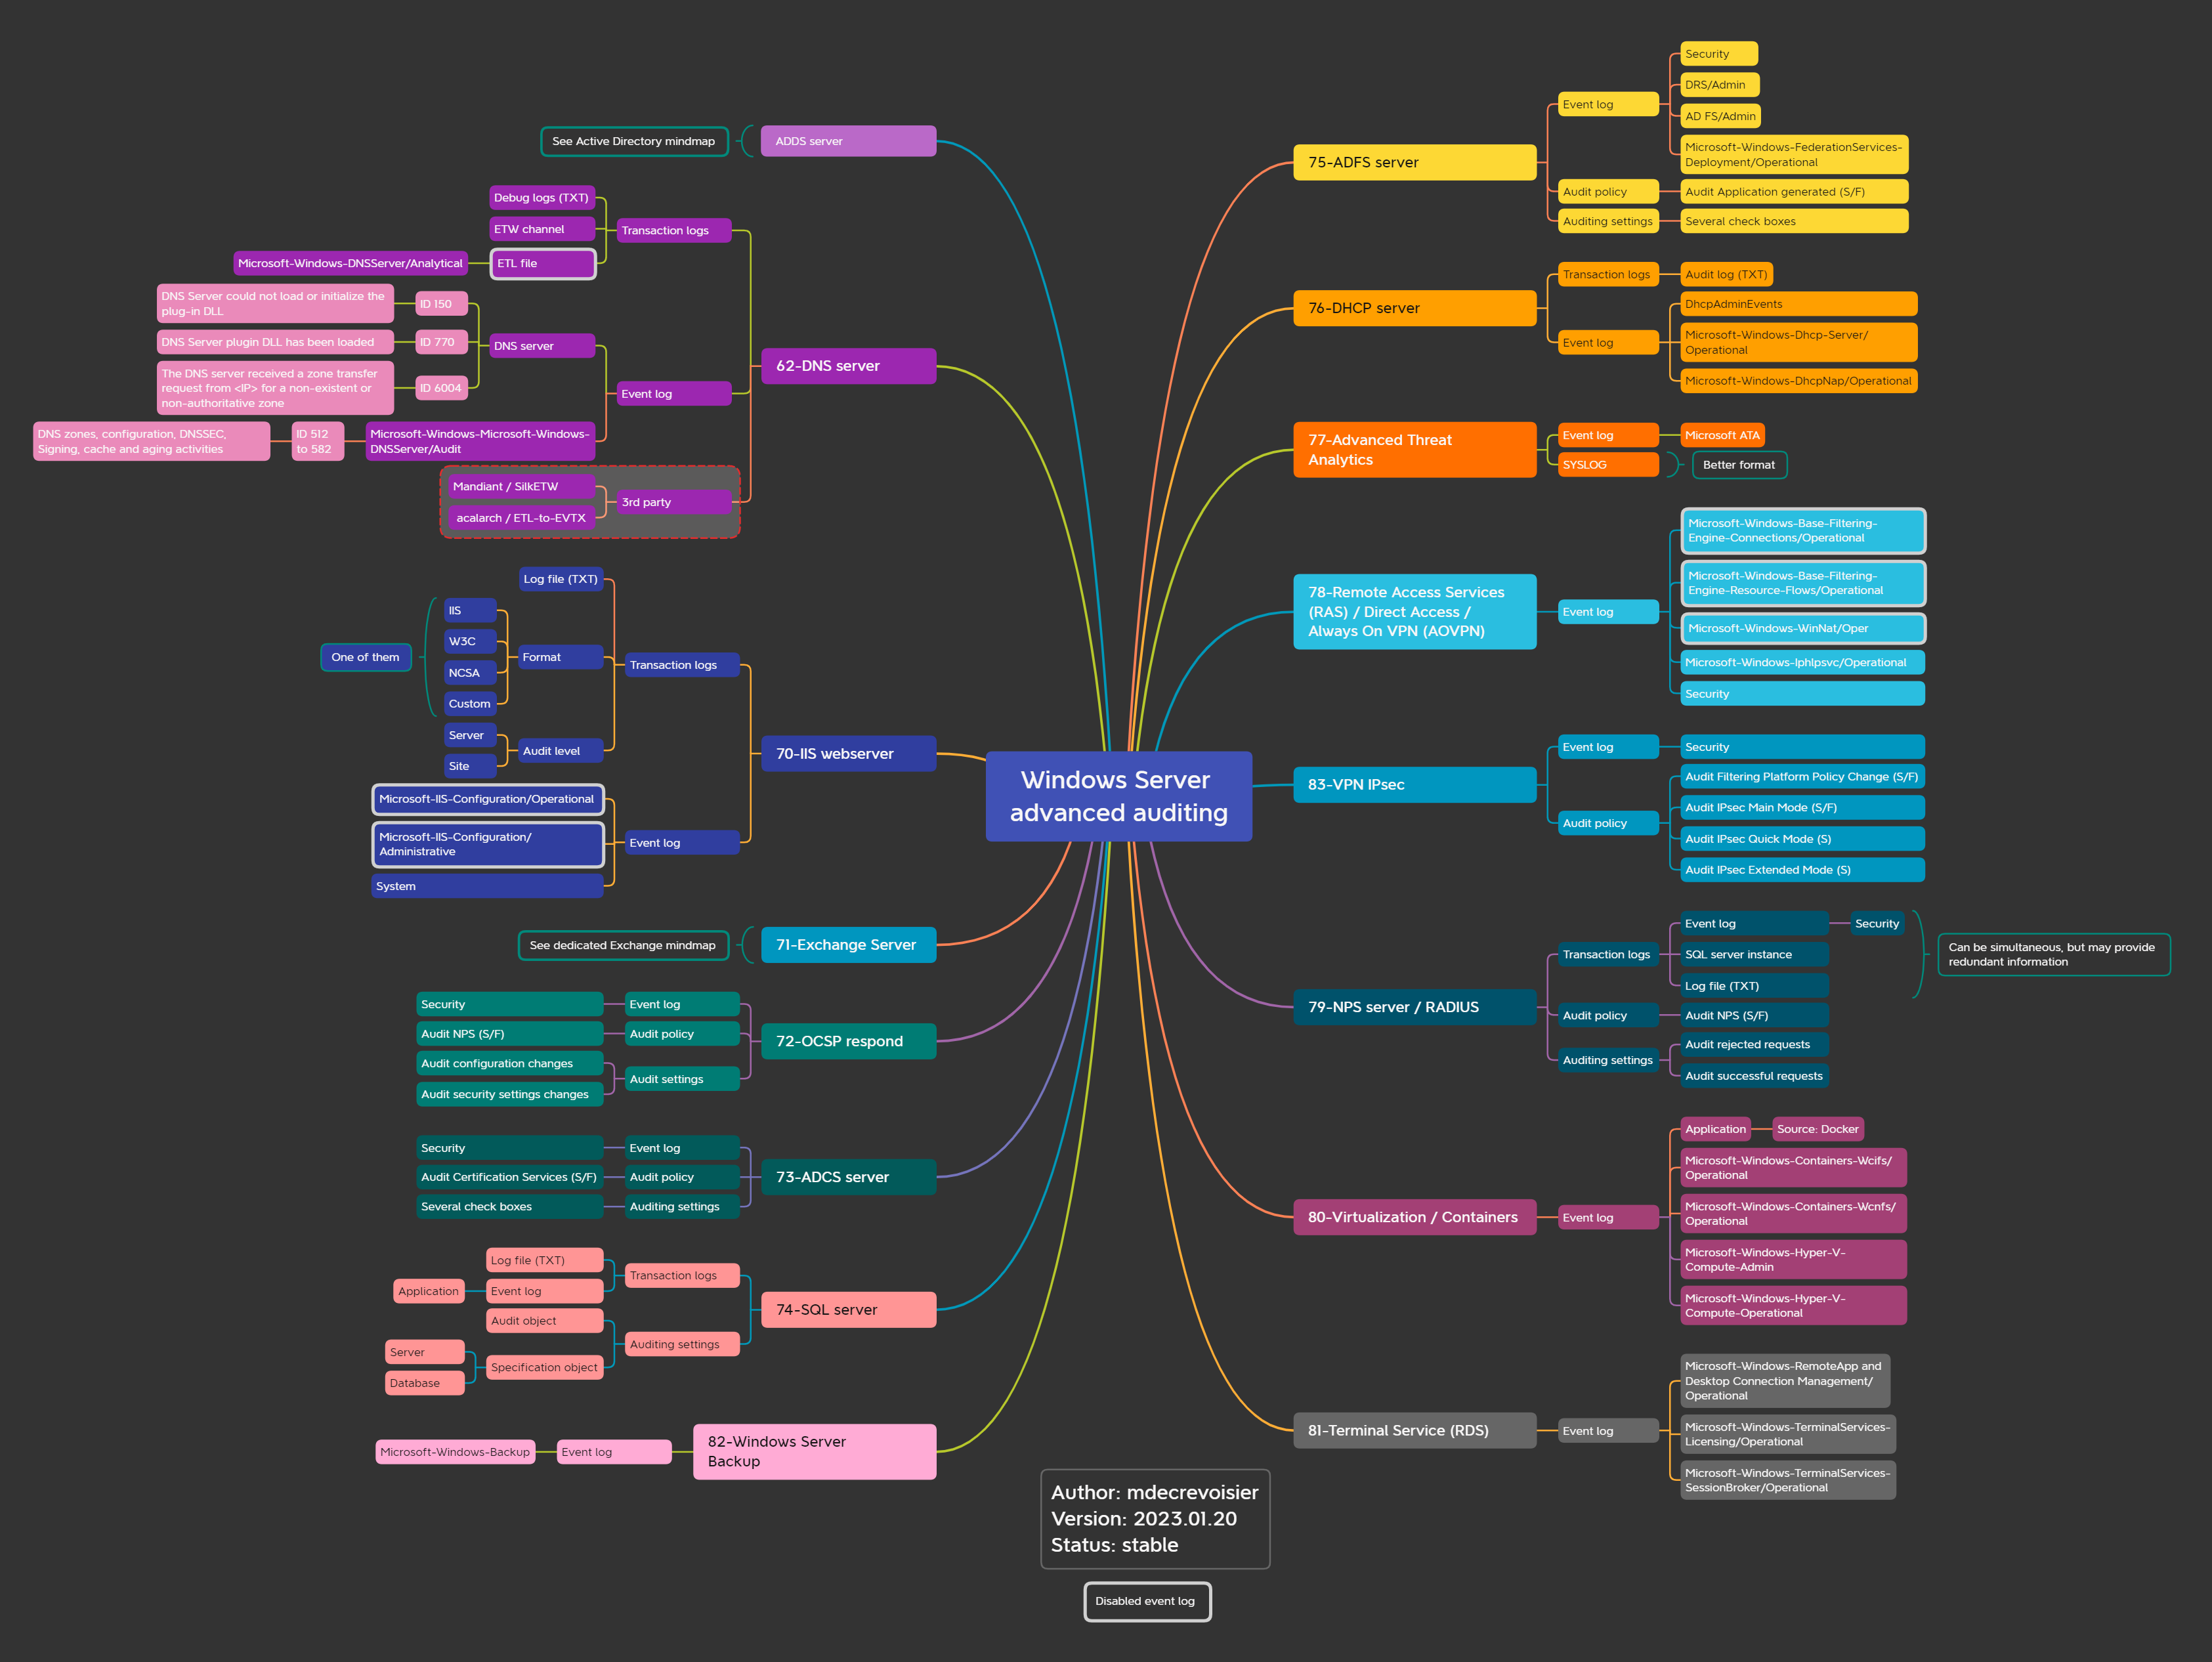 Windows Server
advanced auditing
ADDS server
See Active Directory mindmap
62-DNS server
Transaction logs
Debug logs (TXT)
ETW channel
ETL file
Microsoft-Windows-DNSServer/Analytical
Event log
DNS server
ID 150
DNS Server could not load or initialize the
plug-in DLL
ID 770
DNS Server plugin DLL has been loaded
ID 6004
The DNS server received a zone transfer
request from <IP> for a non-existent or
non-authoritative zone
Microsoft-Windows-Microsoft-Windows-
DNSServer/Audit
ID 512
to 582
DNS zones, configuration, DNSSEC,
Signing, cache and aging activities
3rd party
Mandiant / SilkETW
acalarch / ETL-to-EVTX
70-IIS webserver
Transaction logs
Log file (TXT)
Format
IIS
W3C
NCSA
Custom
One of them
Audit level
Server
Site
Event log
Microsoft-IIS-Configuration/Operational
Microsoft-IIS-Configuration/
Administrative
System
71-Exchange Server
See dedicated Exchange mindmap
72-OCSP respond
Event log
Security
Audit policy
Audit NPS (S/F)
Audit settings
Audit configuration changes
Audit security settings changes
73-ADCS server
Event log
Security
Audit policy
Audit Certification Services (S/F)
Auditing settings
Several check boxes
74-SQL server
Transaction logs
Log file (TXT)
Event log
Application
Auditing settings
Audit object
Specification object
Server
Database
82-Windows Server
Backup
Event log
Microsoft-Windows-Backup
75-ADFS server
Event log
Security
DRS/Admin
AD FS/Admin
Microsoft-Windows-FederationServices-
Deployment/Operational
Audit policy
Audit Application generated (S/F)
Auditing settings
Several check boxes
76-DHCP server
Transaction logs
Audit log (TXT)
Event log
DhcpAdminEvents
Microsoft-Windows-Dhcp-Server/
Operational
Microsoft-Windows-DhcpNap/Operational
77-Advanced Threat
Analytics
Event log
Microsoft ATA
SYSLOG
Better format
78-Remote Access Services
(RAS) / Direct Access /
Always On VPN (AOVPN)
Event log
Microsoft-Windows-Base-Filtering-
Engine-Connections/Operational
Microsoft-Windows-Base-Filtering-
Engine-Resource-Flows/Operational
Microsoft-Windows-WinNat/Oper
Microsoft-Windows-Iphlpsvc/Operational
Security
83-VPN IPsec
Event log
Security
Audit policy
Audit Filtering Platform Policy Change (S/F)
Audit IPsec Main Mode (S/F)
Audit IPsec Quick Mode (S)
Audit IPsec Extended Mode (S)
79-NPS server / RADIUS
Transaction logs
Event log
Security
SQL server instance
Log file (TXT)
Can be simultaneous, but may provide
redundant information
Audit policy
Audit NPS (S/F)
Auditing settings
Audit rejected requests
Audit successful requests
80-Virtualization / Containers
Event log
Application
Source: Docker
Microsoft-Windows-Containers-Wcifs/
Operational
Microsoft-Windows-Containers-Wcnfs/
Operational
Microsoft-Windows-Hyper-V-
Compute-Admin
Microsoft-Windows-Hyper-V-
Compute-Operational
81-Terminal Service (RDS)
Event log
Microsoft-Windows-RemoteApp and
Desktop Connection Management/
Operational
Microsoft-Windows-TerminalServices-
Licensing/Operational
Microsoft-Windows-TerminalServices-
SessionBroker/Operational
Author: mdecrevoisier
Version: 2023.01.20
Status: stable
Disabled event log